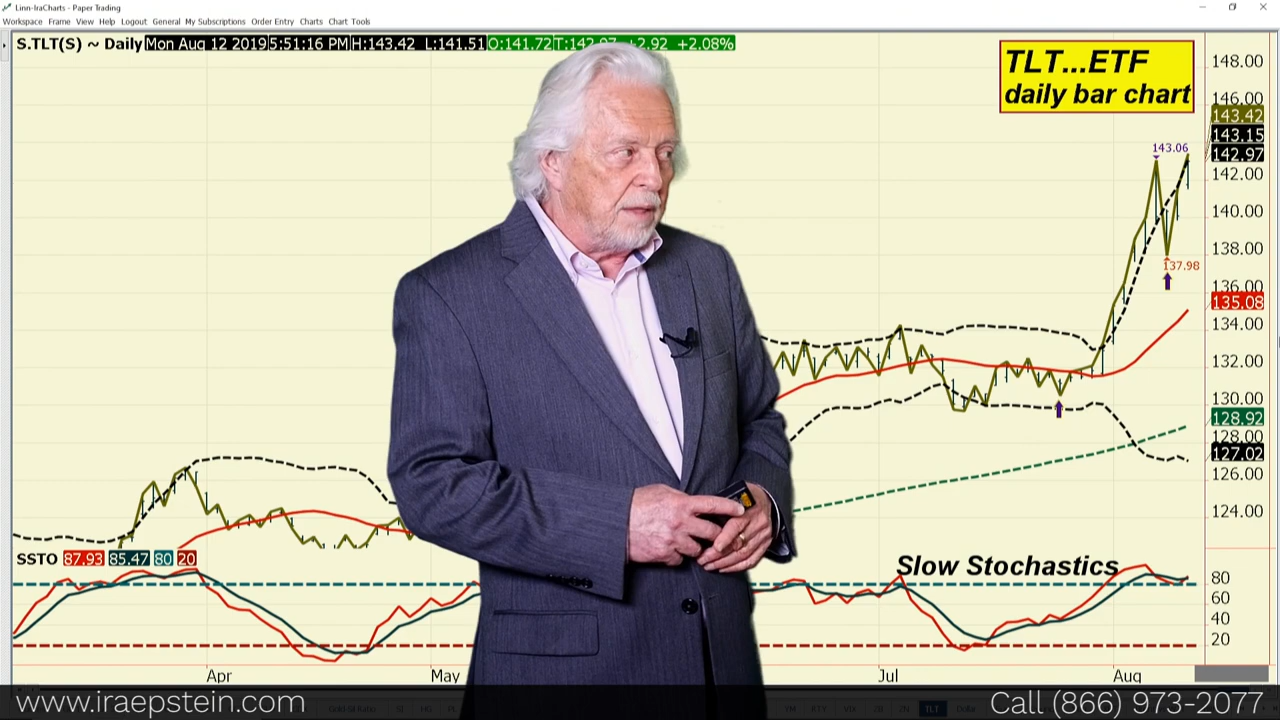 Linn-IraCharts - Paper Trading
Workspace Frame View Help Logout General My Subscriptions Order Entry Charts Chart Tools
S.TLT(S) ~ Daily Mon Aug 12 2019 5:51:16 PM H:143.42 L:141.51 O:141.72 T:142.97 +2.92 +2.08%
TLT...ETF
daily bar chart
148.00
146.00
143.42
143.15
142.97
142.00
140.00
138.00
136.00
135.08
134.00
132.00
130.00
128.92
128.00
127.02
126.00
124.00
143.06
137.98
SSTO 87.93 85.47 80 20
Slow Stochastics
80
60
40
20
Apr May Jul Aug
www.iraepstein.com Call (866) 973-2077
TLT